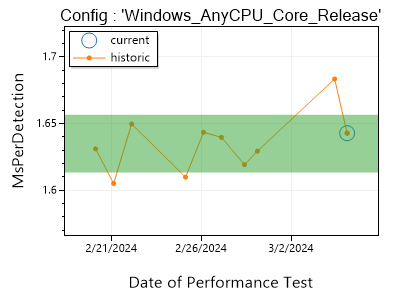 Config : 'Windows_AnyCPU_Core_Release'
current
historic
1.7
1.65
1.6
MsPerDetection
2/21/2024
2/26/2024
3/2/2024
Date of Performance Test